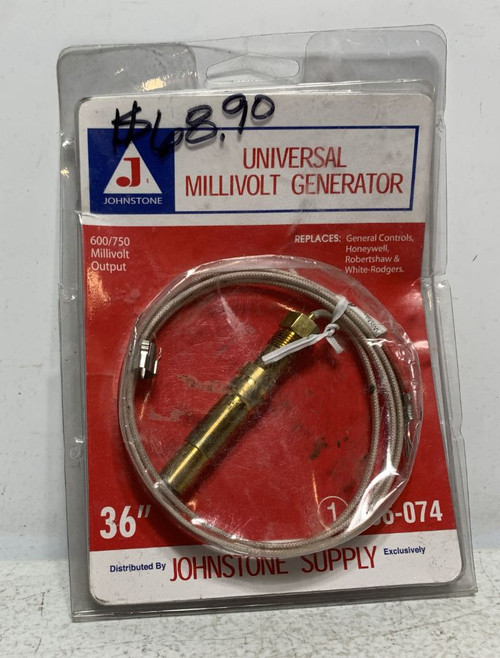 $68.90
J
JOHNSTONE
UNIVERSAL
MILLIVOLT GENERATOR
600/750
Millivolt
Output
REPLACES: General Controls,
Honeywell,
Robertshaw &
White-Rodgers.
36"
1
6-074
Distributed By JOHNSTONE SUPPLY Exclusively